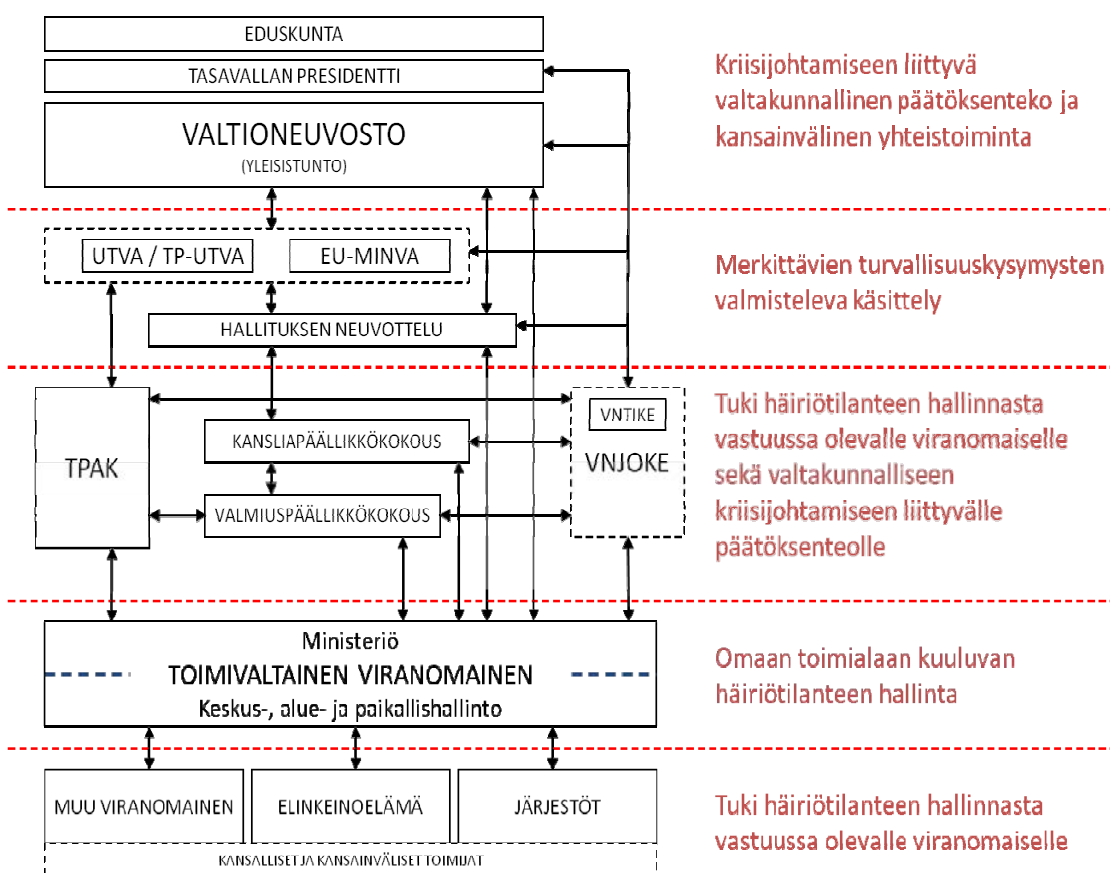 EDUSKUNTA
TASAVALLAN PRESIDENTTI
VALTIONEUVOSTO
(YLEISISTUNTO)
Kriisijohtamiseen liittyvä
valtakunnallinen päätöksenteko ja
kansainvälinen yhteistoiminta
UTVA / TP-UTVA
EU-MINVA
HALLITUKSEN NEUVOTTELU
Merkittävien turvallisuuskysymysten
valmisteleva käsittely
TPAK
KANSLIAPÄÄLLIKKÖKOKOUS
VALMIUSPÄÄLLIKKÖKOKOUS
VNTIKE
VNJOKE
Tuki häiriötilanteen hallinnasta
vastuussa olevalle viranomaiselle
sekä valtakunnalliseen
kriisijohtamiseen liittyvälle
päätöksenteolle
Ministeriö
TOIMIVALTAINEN VIRANOMAINEN
Keskus-, alue- ja paikallishallinto
Omaan toimialaan kuuluvan
häiriötilanteen hallinta
MUU VIRANOMAINEN
ELINKEINOELÄMÄ
JÄRJESTÖT
KANSALLISET JA KANSAINVÄLISET TOIMIJAT
Tuki häiriötilanteen hallinnasta
vastuussa olevalle viranomaiselle